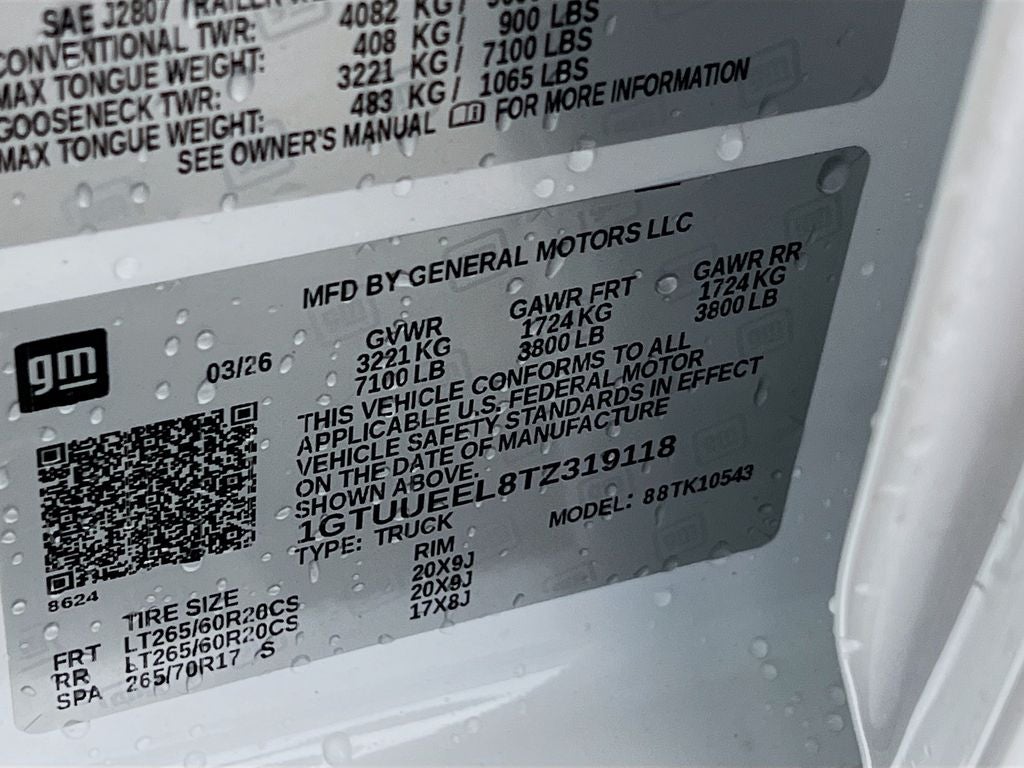 SAE J2807 TRAILER
CONVENTIONAL TWR: 4082 KG/
MAX TONGUE WEIGHT: 408 KG/ 900 LBS
GOOSENECK TWR: 3221 KG/ 7100 LBS
MAX TONGUE WEIGHT: 483 KG/ 1065 LBS
SEE OWNER'S MANUAL FOR MORE INFORMATION
MFD BY GENERAL MOTORS LLC
gm
03/26
GVWR GAWR FRT GAWR RR
3221 KG 1724 KG 1724 KG
7100 LB 3800 LB 3800 LB
THIS VEHICLE CONFORMS TO ALL
APPLICABLE U.S. FEDERAL MOTOR
VEHICLE SAFETY STANDARDS IN EFFECT
ON THE DATE OF MANUFACTURE
SHOWN ABOVE.
1GTUUEEL8TZ319118
TYPE: TRUCK MODEL: 88TK10543
8624
TIRE SIZE RIM
FRT LT265/60R20CS 20X9J
RR LT265/60R20CS 20X9J
SPA 265/70R17 S 17X8J